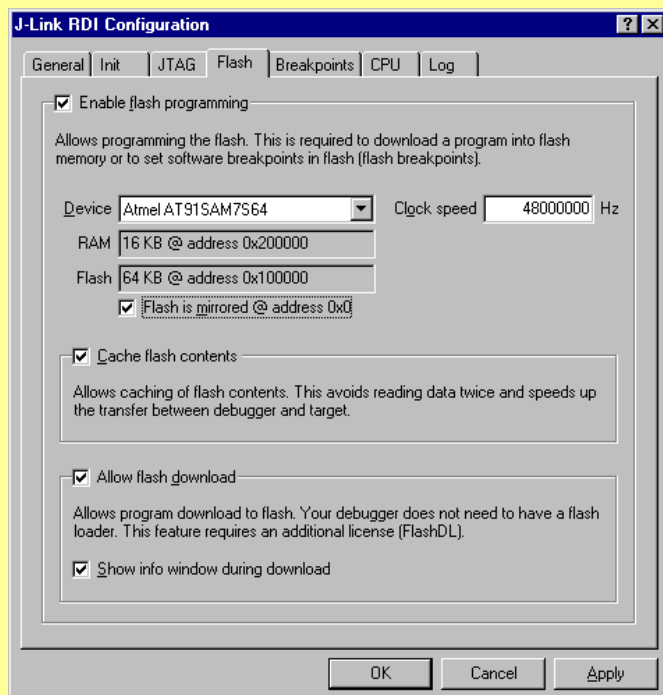 J-Link RDI Configuration
General Init JTAG Flash Breakpoints CPU Log
Enable flash programming
Allows programming the flash. This is required to download a program into flash
memory or to set software breakpoints in flash (flash breakpoints).
Device Atmel AT91SAM7S64 Clock speed 48000000 Hz
RAM 16 KB @ address 0x200000
Flash 64 KB @ address 0x100000
Flash is mirrored @ address 0x0
Cache flash contents
Allows caching of flash contents. This avoids reading data twice and speeds up
the transfer between debugger and target.
Allow flash download
Allows program download to flash. Your debugger does not need to have a flash
loader. This feature requires an additional license (FlashDL).
Show info window during download
OK Cancel Apply